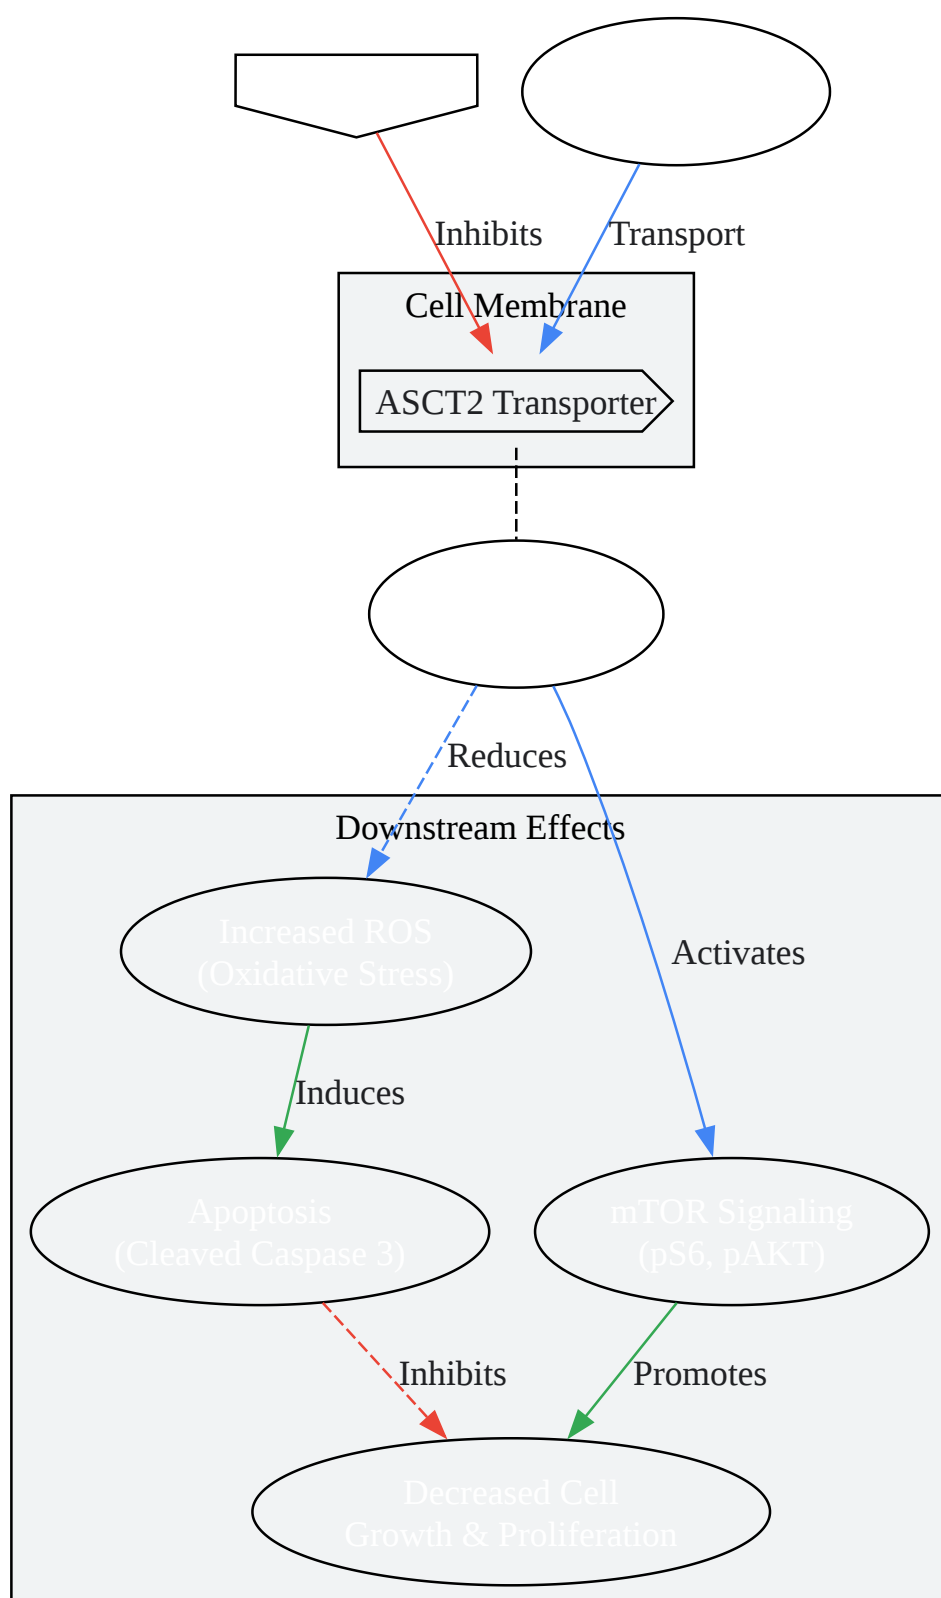 Inhibits
Transport
Cell Membrane
ASCT2 Transporter
Reduces
Downstream Effects
Increased ROS
(Oxidative Stress)
Activates
Induces
Apoptosis
(Cleaved Caspase 3)
mTOR Signaling
(pS6, pAKT)
Inhibits
Promotes
Decreased Cell
Growth & Proliferation